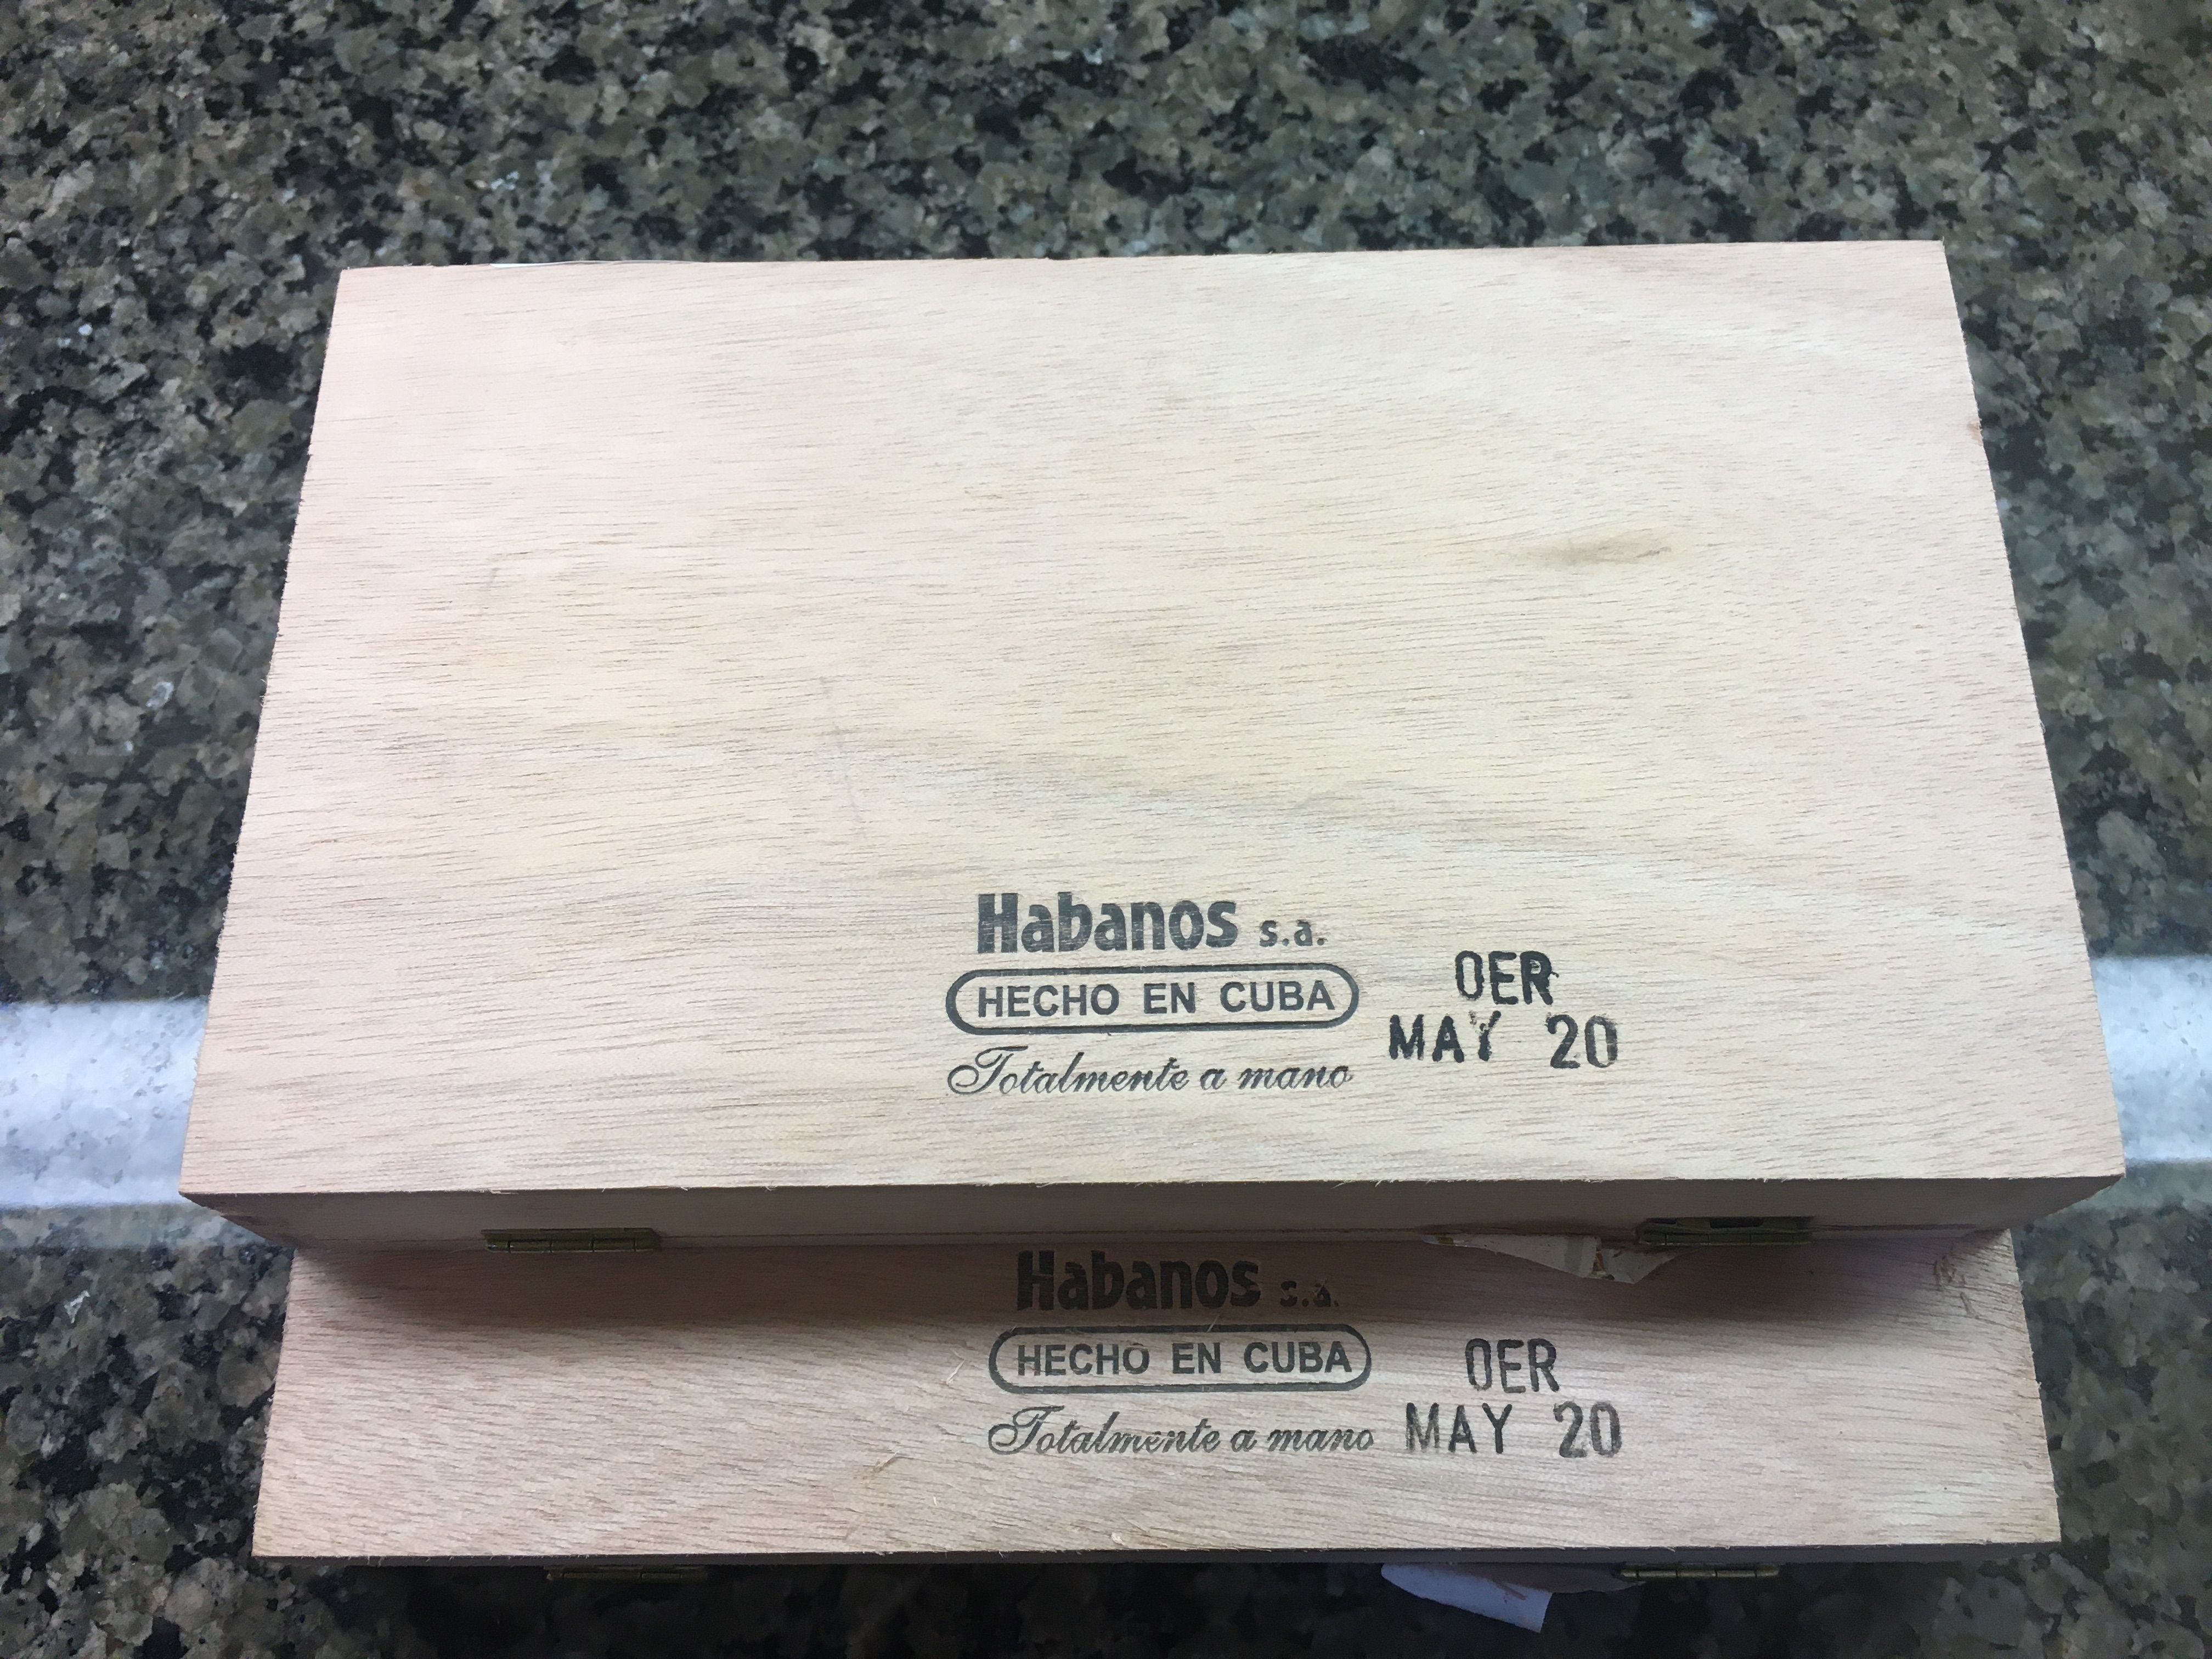 Habanos s.a.
HECHO EN CUBA
Totalmente a mano
OER
MAY 20
Habanos s.a.
HECHO EN CUBA
Totalmente a mano
OER
MAY 20